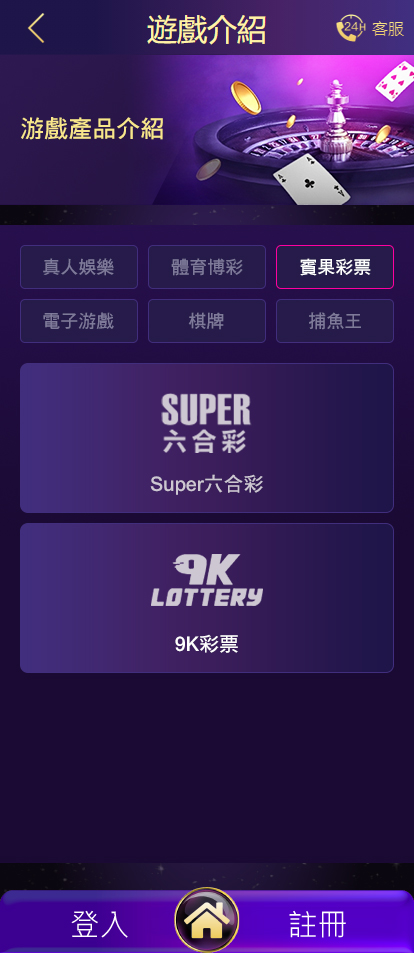 遊戲介紹
24H 客服
游戲產品介紹
真人娛樂 體育博彩 賓果彩票
電子游戲 棋牌 捕魚王
SUPER
六合彩
Super六合彩
9K
LOTTERY
9K彩票
登入 註冊